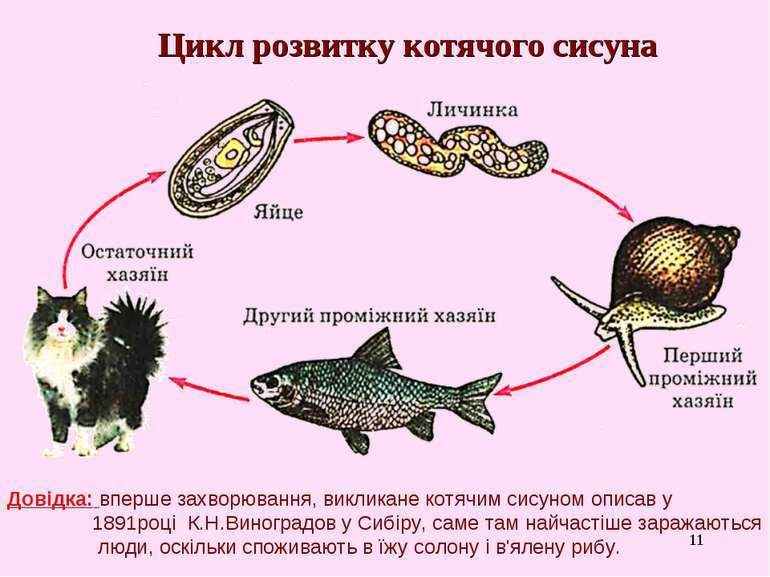 Цикл розвитку котячого сисуна
Личинка
Яйце
Остаточний
хазяїн
Другий проміжний хазяїн
Перший
проміжний
хазяїн
Довідка: вперше захворювання, викликане котячим сисуном описав у
1891році К.Н.Виноградов у Сибіру, саме там найчастіше заражаються
люди, оскільки споживають в їжу солону і в'ялену рибу.
11